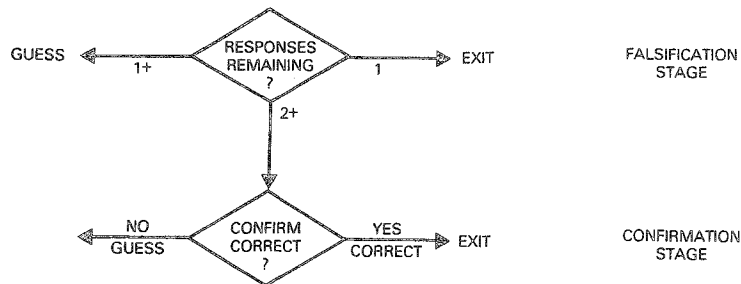 RESPONSES
GUESS 1+ REMAINING 1 EXIT FALSIFICATION
? STAGE
2+
NO CONFIRM YES
GUESS CORRECT CORRECT EXIT CONFIRMATION
? STAGE